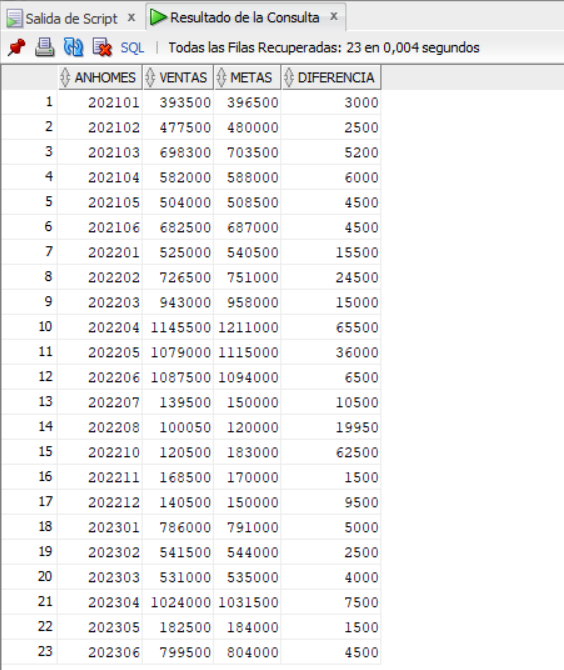 Salida de Script x Resultado de la Consulta x
SQL | Todas las Filas Recuperadas: 23 en 0,004 segundos
ANHOMES VENTAS METAS DIFERENCIA
1 202101 393500 396500 3000
2 202102 477500 480000 2500
3 202103 698300 703500 5200
4 202104 582000 588000 6000
5 202105 504000 508500 4500
6 202106 682500 687000 4500
7 202201 525000 540500 15500
8 202202 726500 751000 24500
9 202203 943000 958000 15000
10 202204 1145500 1211000 65500
11 202205 1079000 1115000 36000
12 202206 1087500 1094000 6500
13 202207 139500 150000 10500
14 202208 100050 120000 19950
15 202210 120500 183000 62500
16 202211 168500 170000 1500
17 202212 140500 150000 9500
18 202301 786000 791000 5000
19 202302 541500 544000 2500
20 202303 531000 535000 4000
21 202304 1024000 1031500 7500
22 202305 182500 184000 1500
23 202306 799500 804000 4500